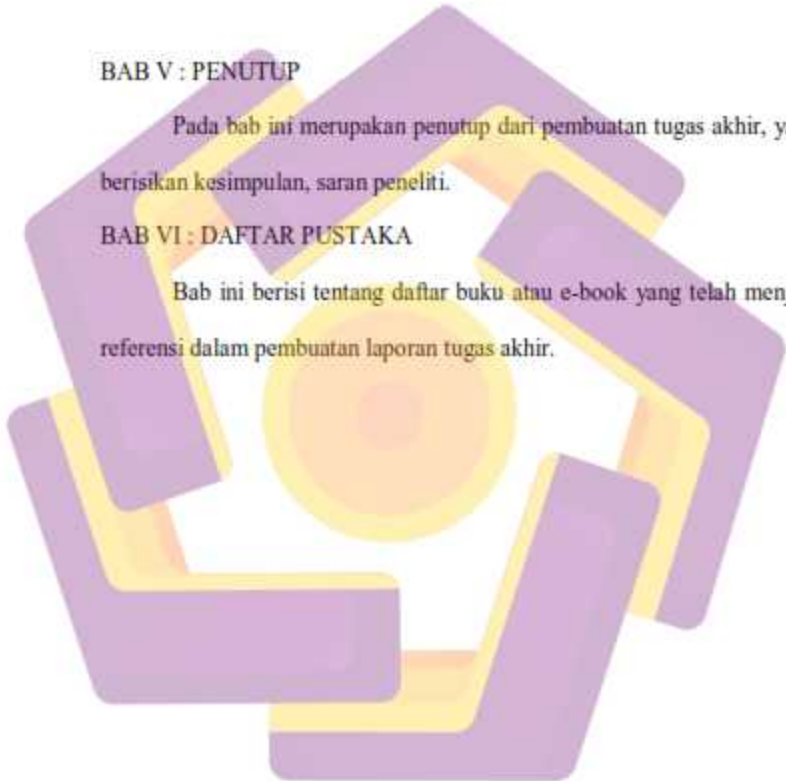 BAB V : PENUTUP
Pada bab ini merupakan penutup dari pembuatan tugas akhir,
berisikan kesimpulan, saran peneliti.
BAB VI : DAFTAR PUSTAKA
Bab ini berisi tentang daftar buku atau e-book yang telah
referensi dalam pembuatan laporan tugas akhir.